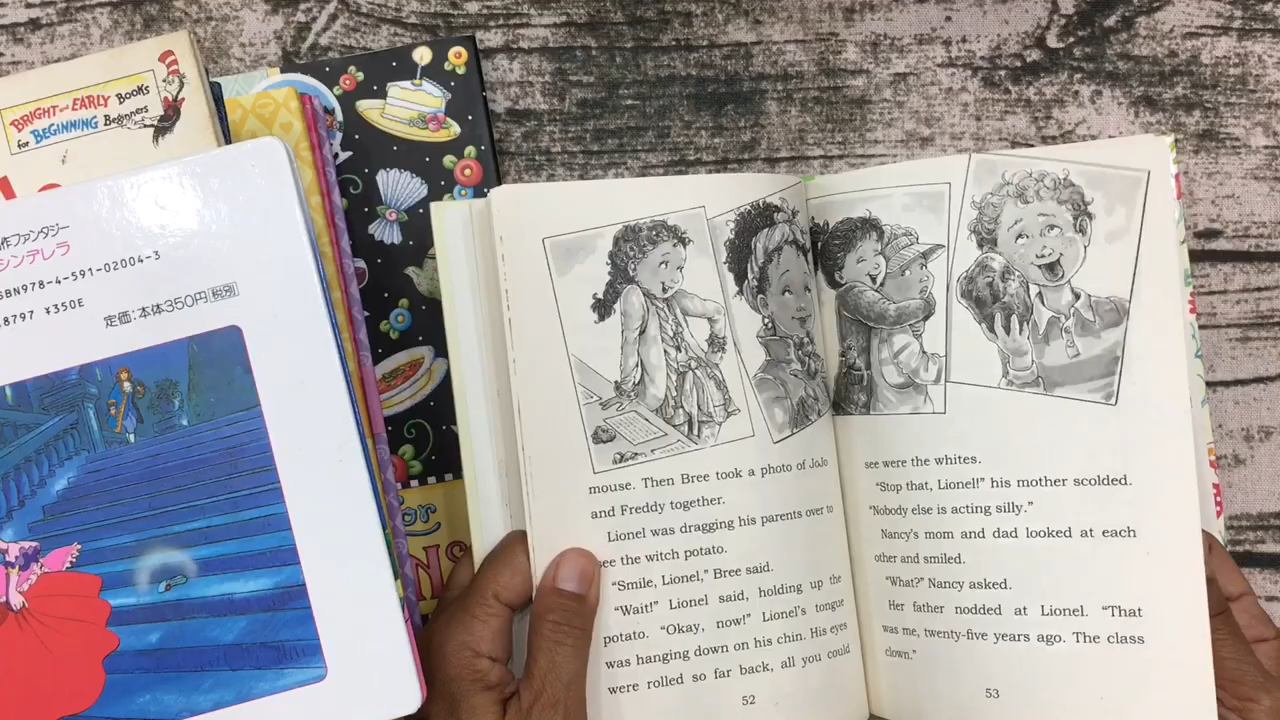 BRIGHT and EARLY BOOKS
for BEGINNING Beginners
作ファンタジー
シンデレラ
SBN978-4-591-02004-3
8797 ¥350E
定価:本体350円 税別
for
mouse. Then Bree took a photo of JoJo
and Freddy together.
Lionel was dragging his parents over to
see the witch potato.
"Smile, Lionel," Bree said.
"Wait!" Lionel said, holding up the
potato. "Okay, now!" Lionel's tongue
was hanging down on his chin. His eyes
were rolled so far back, all you could
52
see were the whites.
"Stop that, Lionel!" his mother scolded.
"Nobody else is acting silly."
Nancy's mom and dad looked at each
other and smiled.
"What?" Nancy asked.
Her father nodded at Lionel. "That
was me, twenty-five years ago. The class
clown."
53